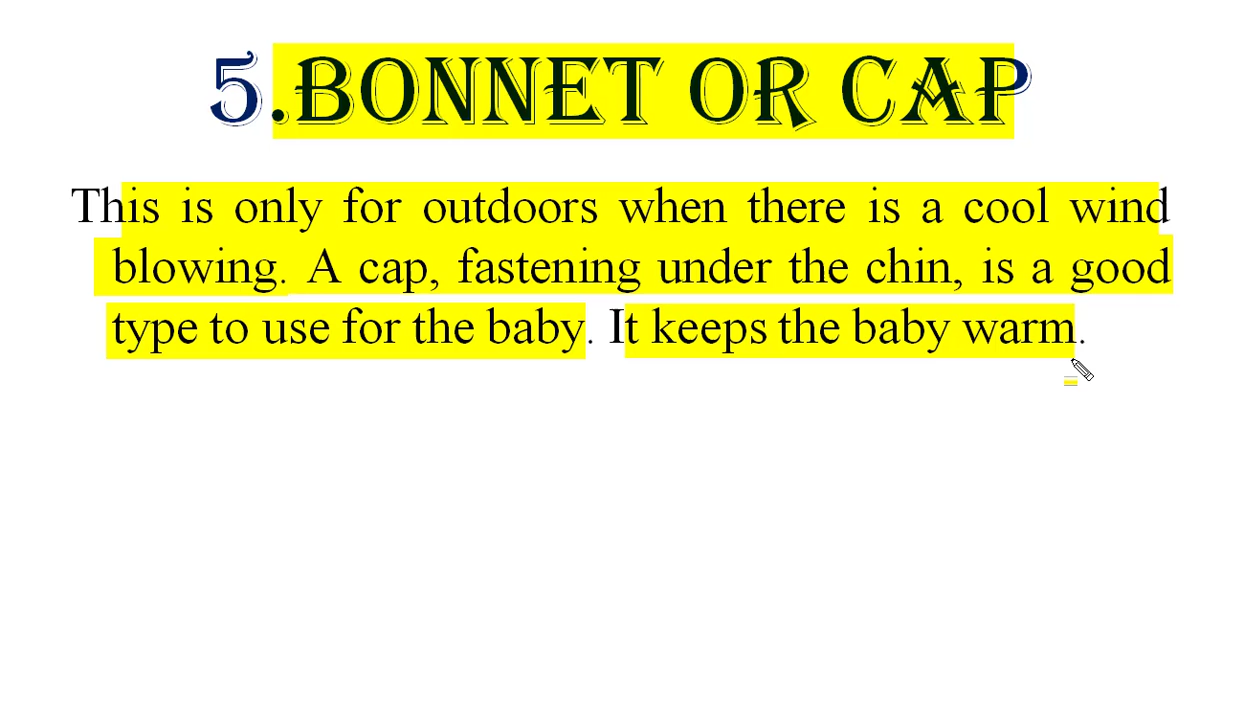 5.BONNET OR CAP
This is only for outdoors when there is a cool wind
blowing. A cap, fastening under the chin, is a good
type to use for the baby. It keeps the baby warm.